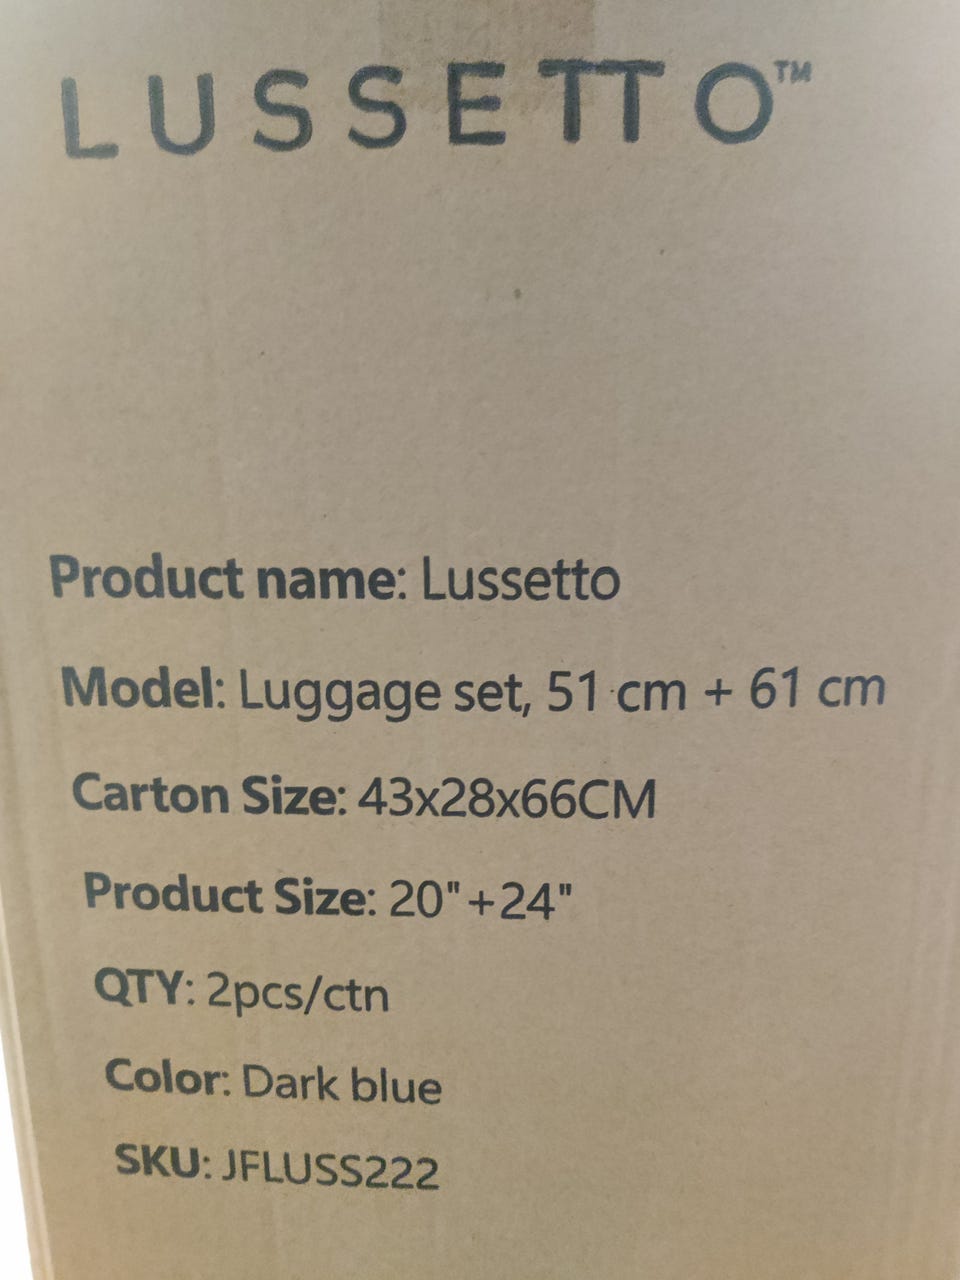 LUSSETTO™
Product name: Lussetto
Model: Luggage set, 51 cm + 61 cm
Carton Size: 43x28x66CM
Product Size: 20"+24"
QTY: 2pcs/ctn
Color: Dark blue
SKU: JFLUSS222